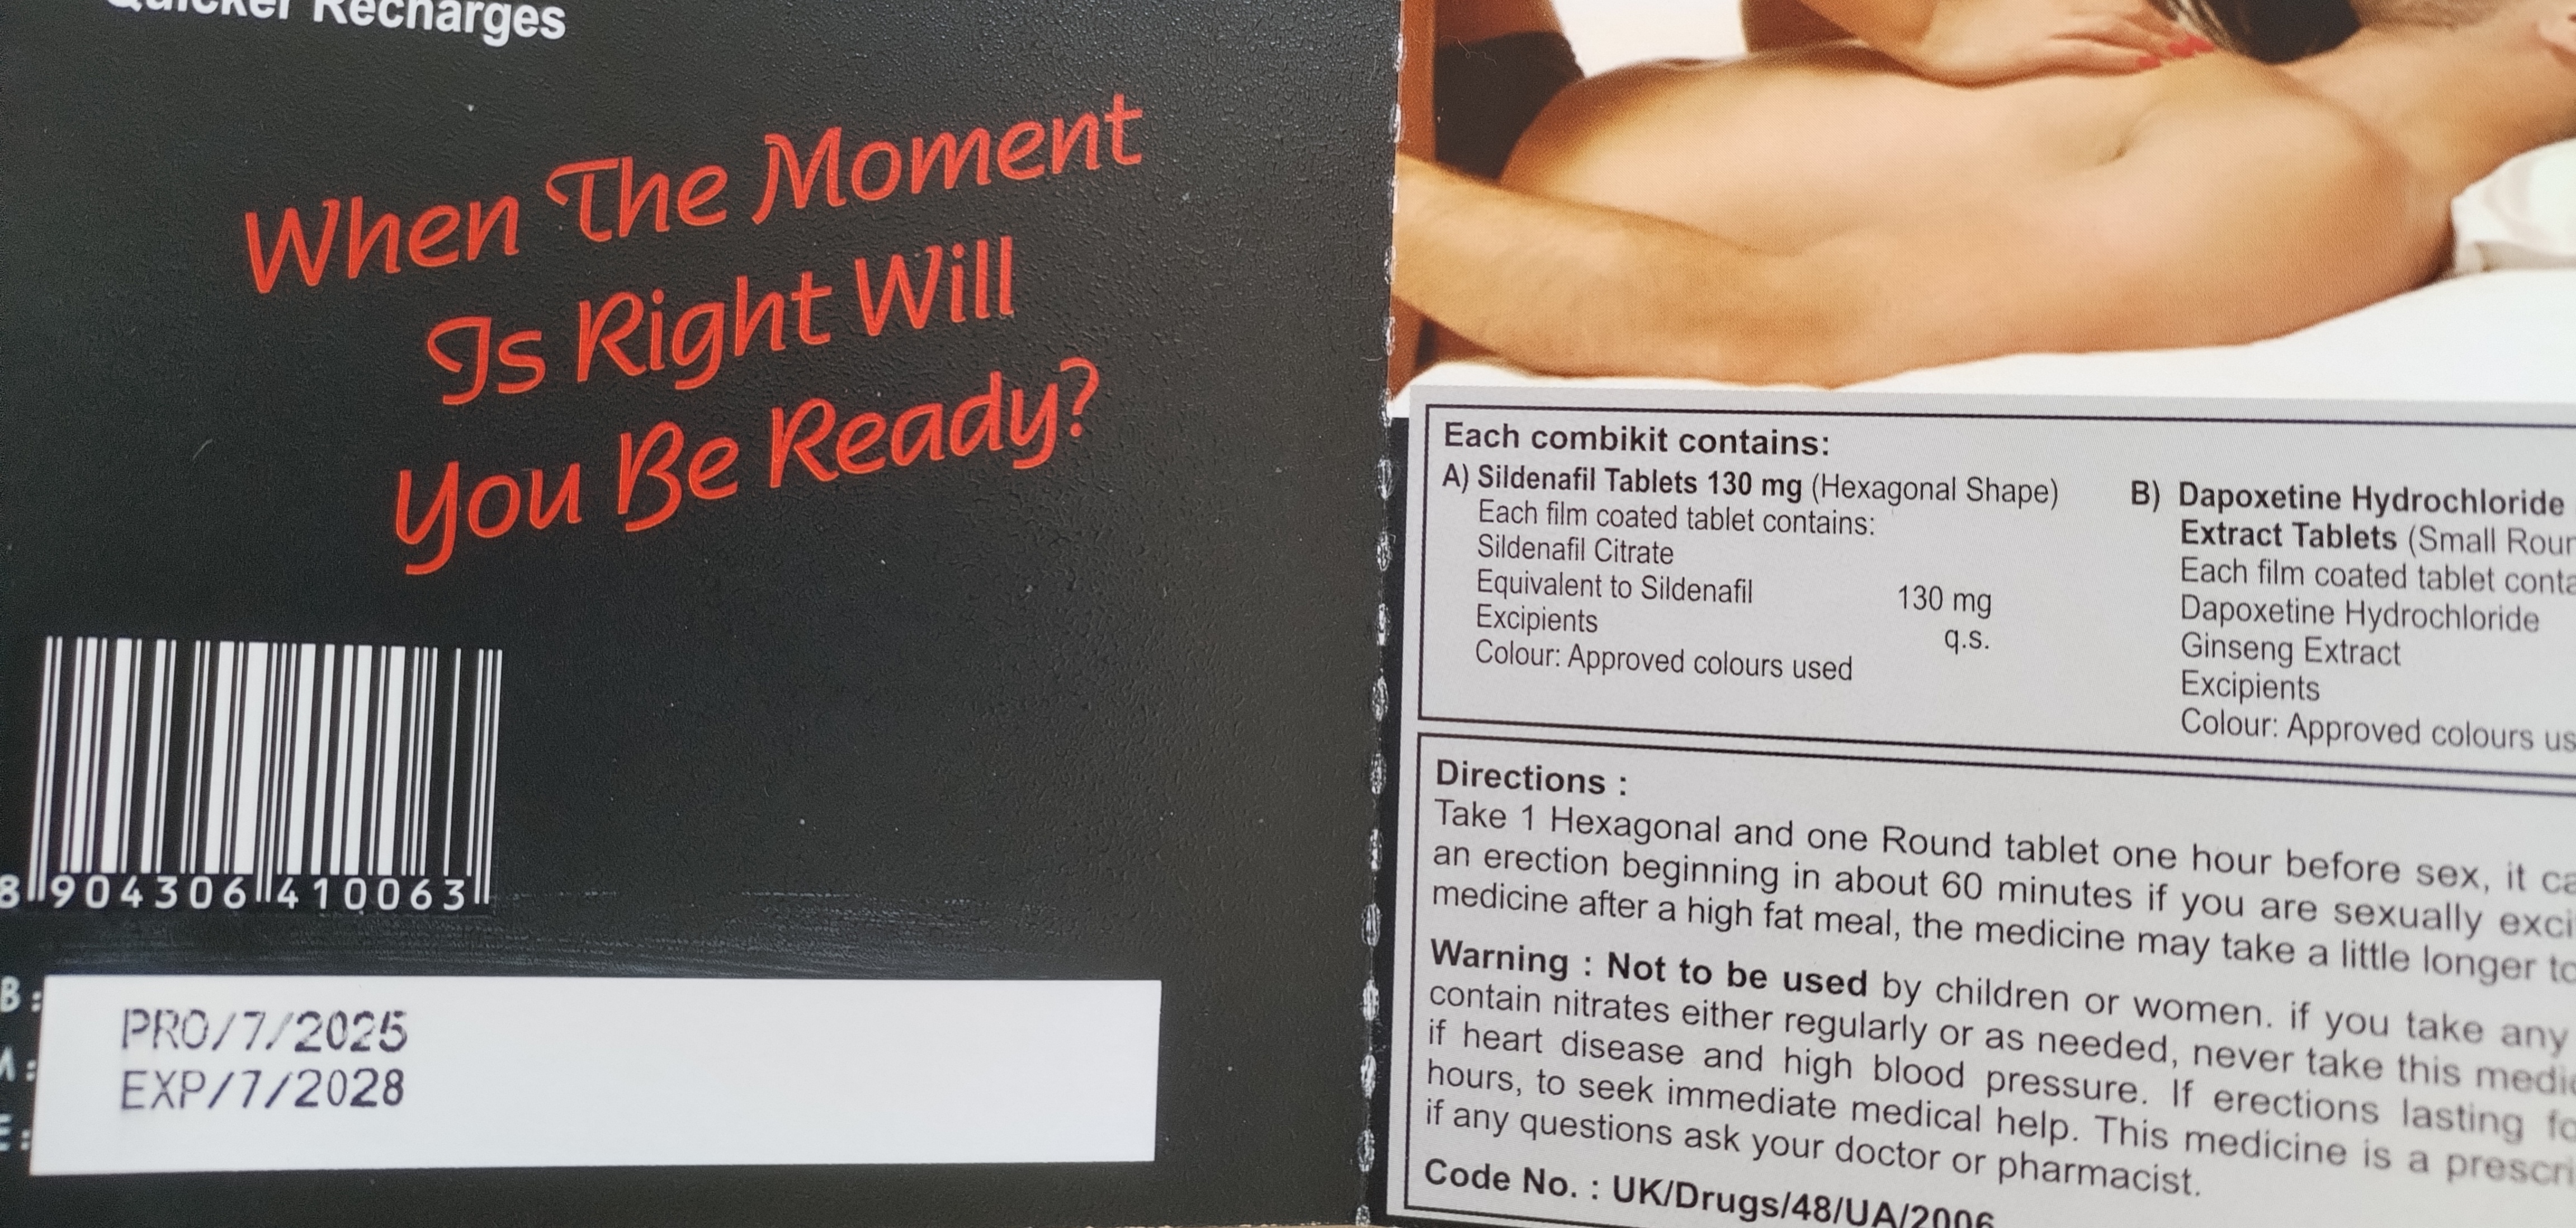 Quicker Recharges
When The Moment
Is Right Will
You Be Ready?
8 904306 410063
B:
PRO/7/2025
EXP/7/2028
E:
Each combikit contains:
A) Sildenafil Tablets 130 mg (Hexagonal Shape)
Each film coated tablet contains:
Sildenafil Citrate
Equivalent to Sildenafil 130 mg
Excipients q.s.
Colour: Approved colours used
B) Dapoxetine Hydrochloride
Extract Tablets (Small
Each film coated tablet
Dapoxetine Hydrochloride
Ginseng Extract
Excipients
Colour: Approved colours
Directions :
Take 1 Hexagonal and one Round tablet one hour before sex, it
an erection beginning in about 60 minutes if you are sexually
medicine after a high fat meal, the medicine may take a little longer
Warning : Not to be used by children or women. if you take any
contain nitrates either regularly or as needed, never take this
if heart disease and high blood pressure. If erections lasting
hours, to seek immediate medical help. This medicine is a
if any questions ask your doctor or pharmacist.
Code No. : UK/Drugs/48/UA/2006